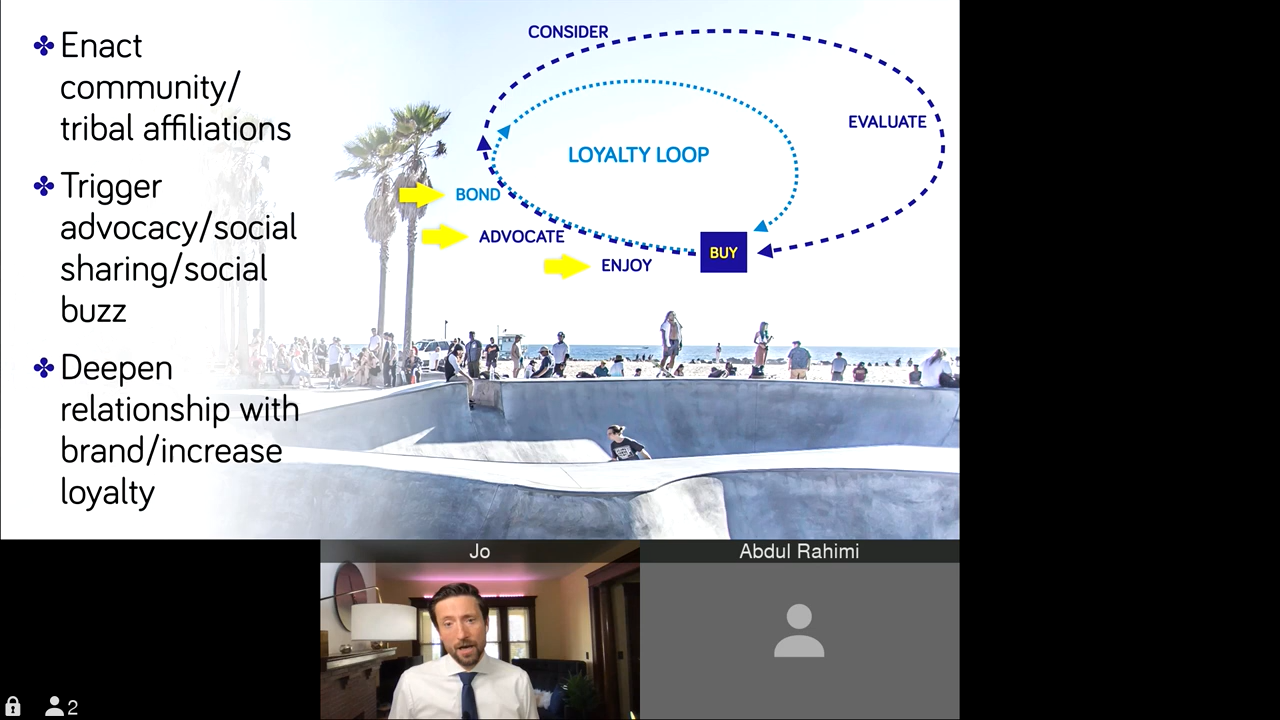 Enact
community/
tribal affiliations
Trigger
advocacy/social
sharing/social
buzz
Deepen
relationship with
brand/increase
loyalty
CONSIDER
EVALUATE
LOYALTY LOOP
BOND
ADVOCATE
ENJOY
BUY
Jo
Abdul Rahimi
2